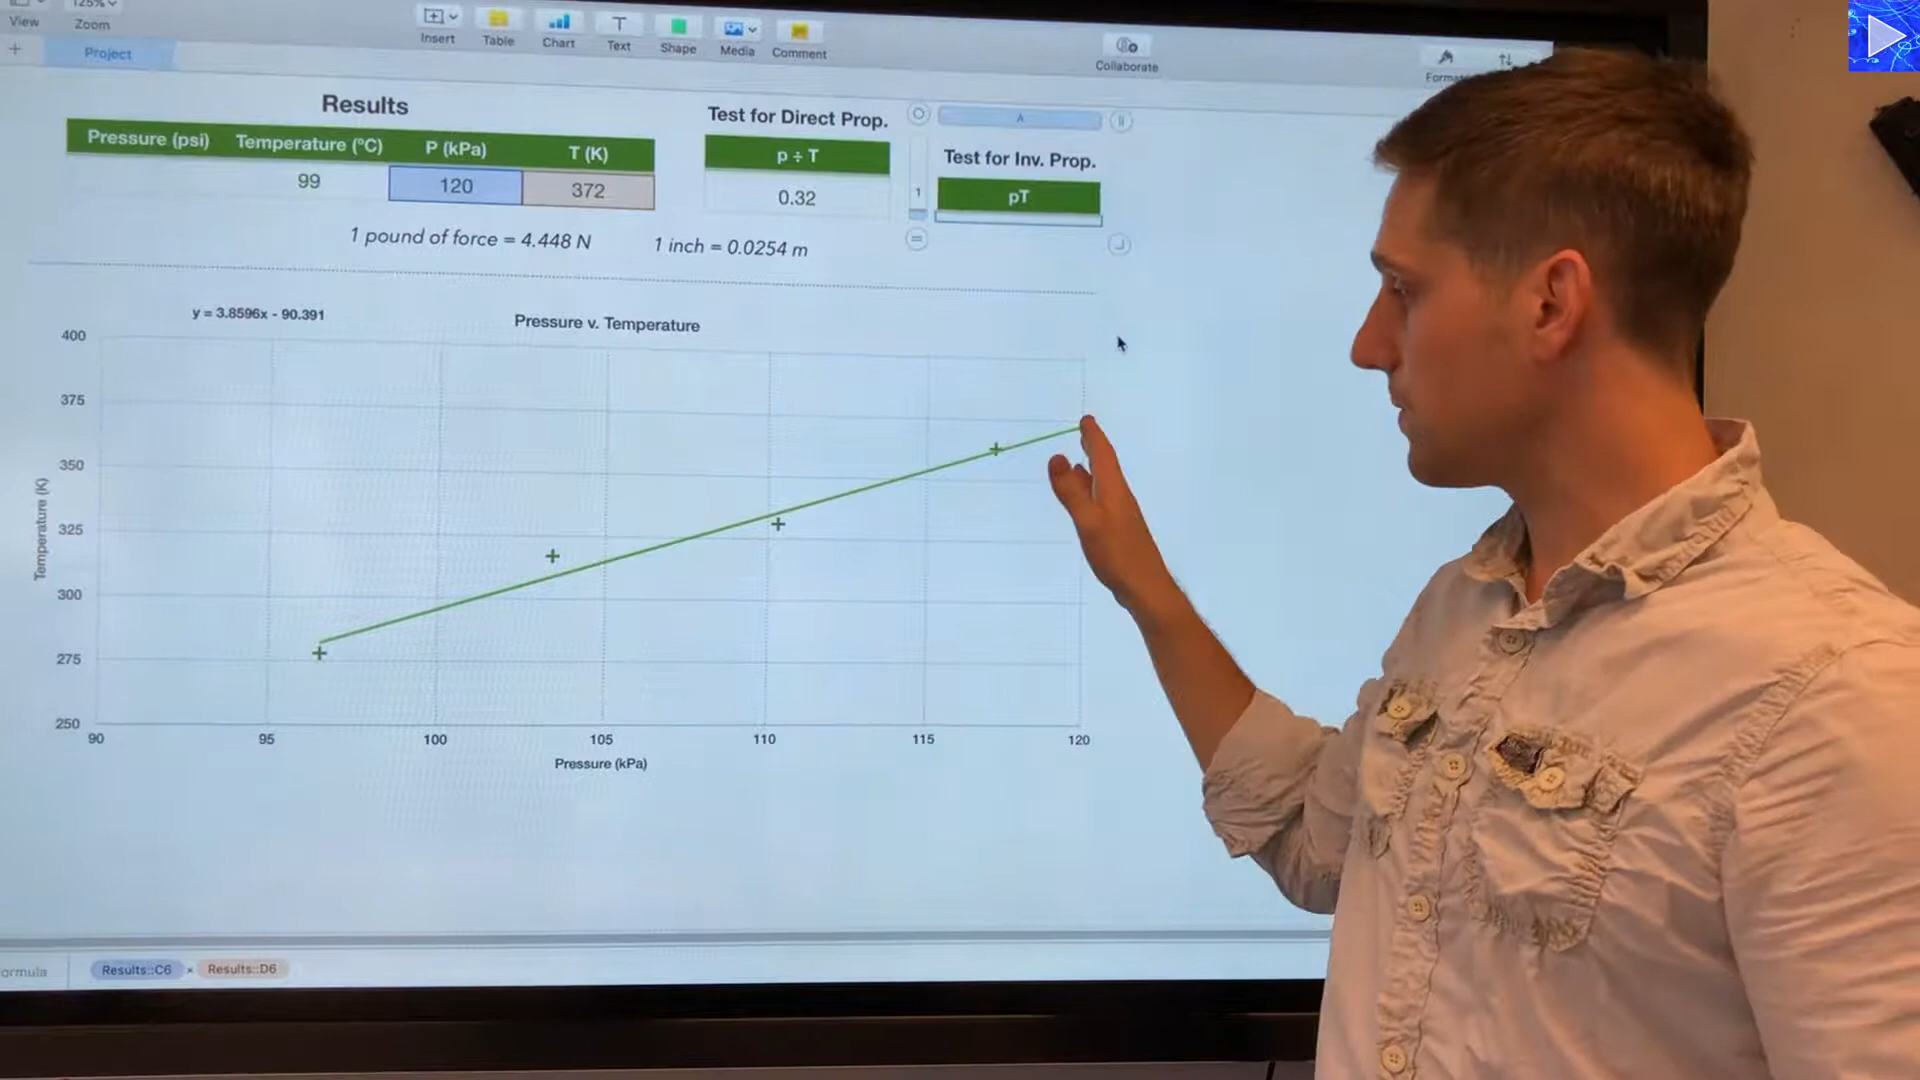 View
125%
Zoom
Insert
Table
Chart
Text
Shape
Media
Comment
Collaborate
Project
Results
Pressure (psi) Temperature (ºC) P (kPa) T (K)
99 120 372
Test for Direct Prop.
p ÷ T
0.32
A
1
Test for Inv. Prop.
pT
1 pound of force = 4.448 N 1 inch = 0.0254 m
y = 3.8596x - 90.391
Pressure v. Temperature
400
375
350
325
300
275
250
Temperature (K)
90 95 100 105 110 115 120
Pressure (kPa)
Results::C6 × Results::D6